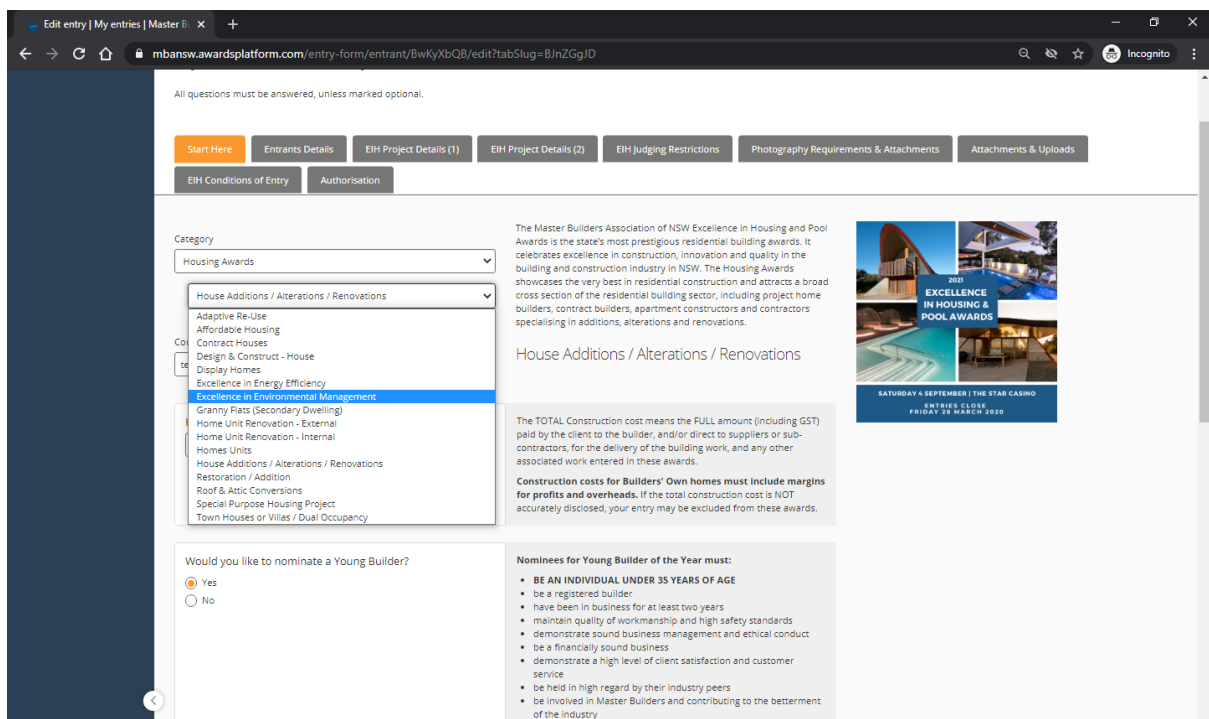 Edit entry | My entries | Master B
mbansw.awardsplatform.com/entry-form/entrant/BwKyXbQB/edit?tabSlug=BJnZGgJD
Incognito
All questions must be answered, unless marked optional.
Start Here
Entrants Details
EIH Project Details (1)
EIH Project Details (2)
EIH Judging Restrictions
Photography Requirements & Attachments
Attachments & Uploads
EIH Conditions of Entry
Authorisation
Category
Housing Awards
House Additions / Alterations / Renovations
Adaptive Re-Use
Affordable Housing
Contract Houses
Design & Construct - House
Display Homes
Excellence in Energy Efficiency
Excellence in Environmental Management
Granny Flats (Secondary Dwelling)
Home Unit Renovation - External
Home Unit Renovation - Internal
Homes Units
House Additions / Alterations / Renovations
Restoration / Addition
Roof & Attic Conversions
Special Purpose Housing Project
Town Houses or Villas / Dual Occupancy
Co
te
The Master Builders Association of NSW Excellence in Housing and Pool
Awards is the state's most prestigious residential building awards. It
celebrates excellence in construction, innovation and quality in the
building and construction industry in NSW. The Housing Awards
showcases the very best in residential construction and attracts a broad
cross section of the residential building sector, including project home
builders, contract builders, apartment constructors and contractors
specialising in additions, alterations and renovations.
House Additions / Alterations / Renovations
2021
EXCELLENCE
IN HOUSING &
POOL AWARDS
SATURDAY 4 SEPTEMBER | THE STAR CASINO
ENTRIES CLOSE
FRIDAY 26 MARCH 2020
The TOTAL Construction cost means the FULL amount (including GST)
paid by the client to the builder, and/or direct to suppliers or sub-
contractors, for the delivery of the building work, and any other
associated work entered in these awards.
Construction costs for Builders' Own homes must include margins
for profits and overheads. If the total construction cost is NOT
accurately disclosed, your entry may be excluded from these awards.
Would you like to nominate a Young Builder?
Yes
No
Nominees for Young Builder of the Year must:
• BE AN INDIVIDUAL UNDER 35 YEARS OF AGE
• be a registered builder
• have been in business for at least two years
• maintain quality of workmanship and high safety standards
• demonstrate sound business management and ethical conduct
• be a financially sound business
• demonstrate a high level of client satisfaction and customer
service
• be held in high regard by their industry peers
• be involved in Master Builders and contributing to the betterment
of the industry